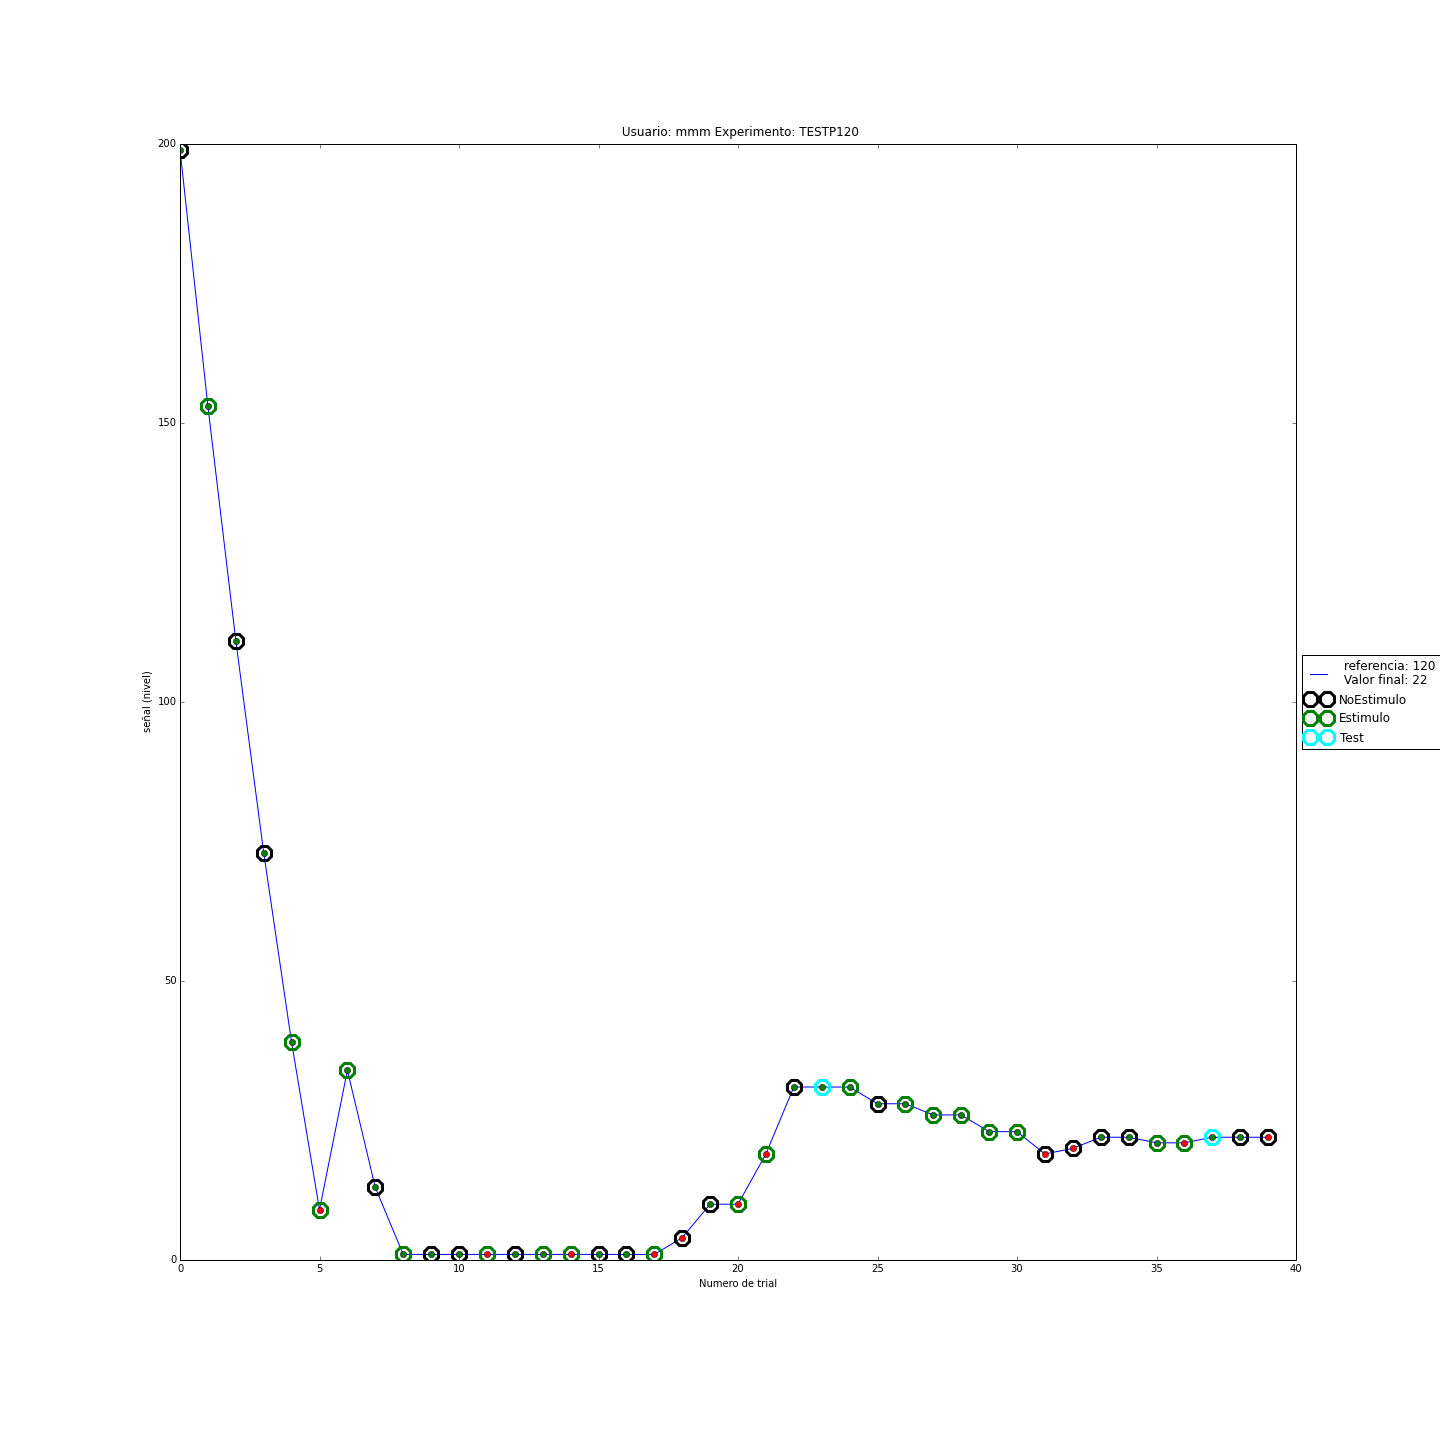 Usuario: mmm Experimento: TESTP120
200
150
100
50
0
señal (nivel)
0 5 10 15 20 25 30 35 40
Numero de trial
referencia: 120
Valor final: 22
NoEstimulo
Estimulo
Test